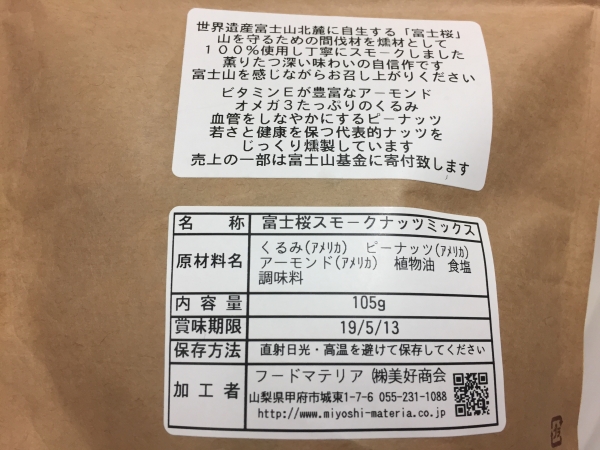 世界遺産富士山北麓に自生する「富士桜」
山を守るための間伐材を燻材として
100%使用し丁寧にスモークしました
薫りたつ深い味わいの自信作です
富士山を感じながらお召し上がりください
ビタミンEが豊富なアーモンド
オメガ3たっぷりのくるみ
血管をしなやかにするピーナッツ
若さと健康を保つ代表的ナッツを
じっくり燻製しています
売上の一部は富士山基金に寄付致します
名称 富士桜スモークナッツミックス
原材料名 くるみ(アメリカ) ピーナッツ(アメリカ)
アーモンド(アメリカ) 植物油 食塩
調味料
内容量 105g
賞味期限 19/5/13
保存方法 直射日光・高温を避けて保存してください
加工者 フードマテリア ㈱美好商会
山梨県甲府市城東1-7-6 055-231-1088
http://www.miyoshi-materia.co.jp